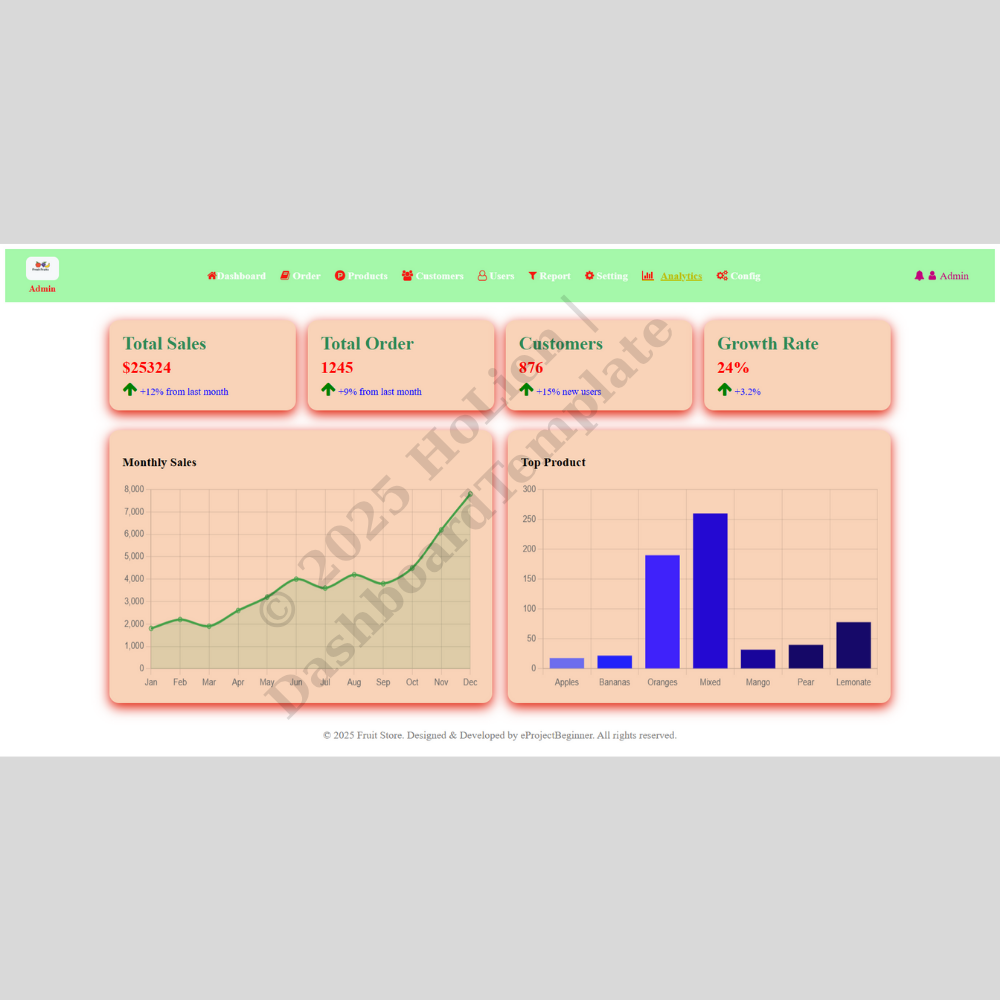 Admin
Dashboard Order Products Customers Users Report Setting Analytics Config
Admin
Total Sales
$25324
+12% from last month
Total Order
1245
+9% from last month
Customers
876
+15% new users
Growth Rate
24%
+3.2%
Monthly Sales
8,000
7,000
6,000
5,000
4,000
3,000
2,000
1,000
0
Jan Feb Mar Apr May Jun Jul Aug Sep Oct Nov Dec
Top Product
300
250
200
150
100
50
0
Apples Bananas Oranges Mixed Mango Pear Lemonate
© 2025 HoLien |
DashboardTemplate
© 2025 Fruit Store. Designed & Developed by eProjectBeginner. All rights reserved.